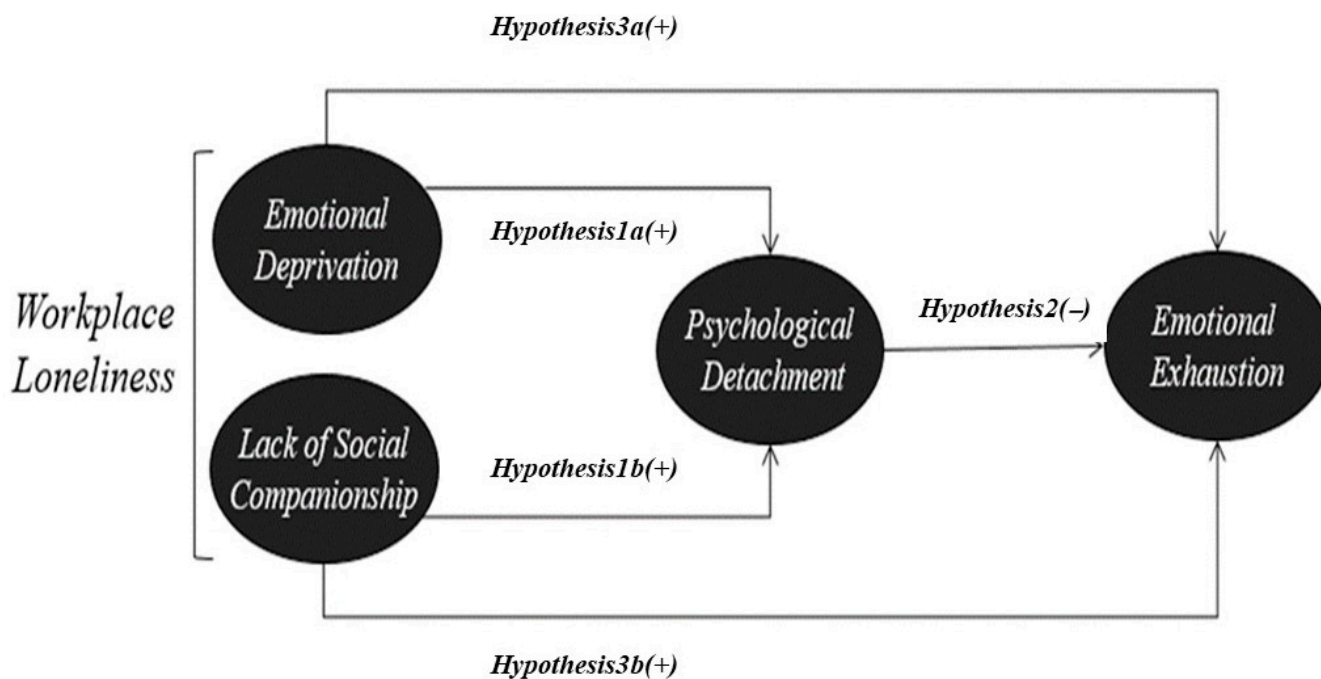 Hypothesis3a(+)
Emotional
Deprivation
Hypothesis1a(+)
Workplace
Loneliness
Psychological
Detachment
Hypothesis2(–)
Emotional
Exhaustion
Lack of Social
Companionship
Hypothesis1b(+)
Hypothesis3b(+)